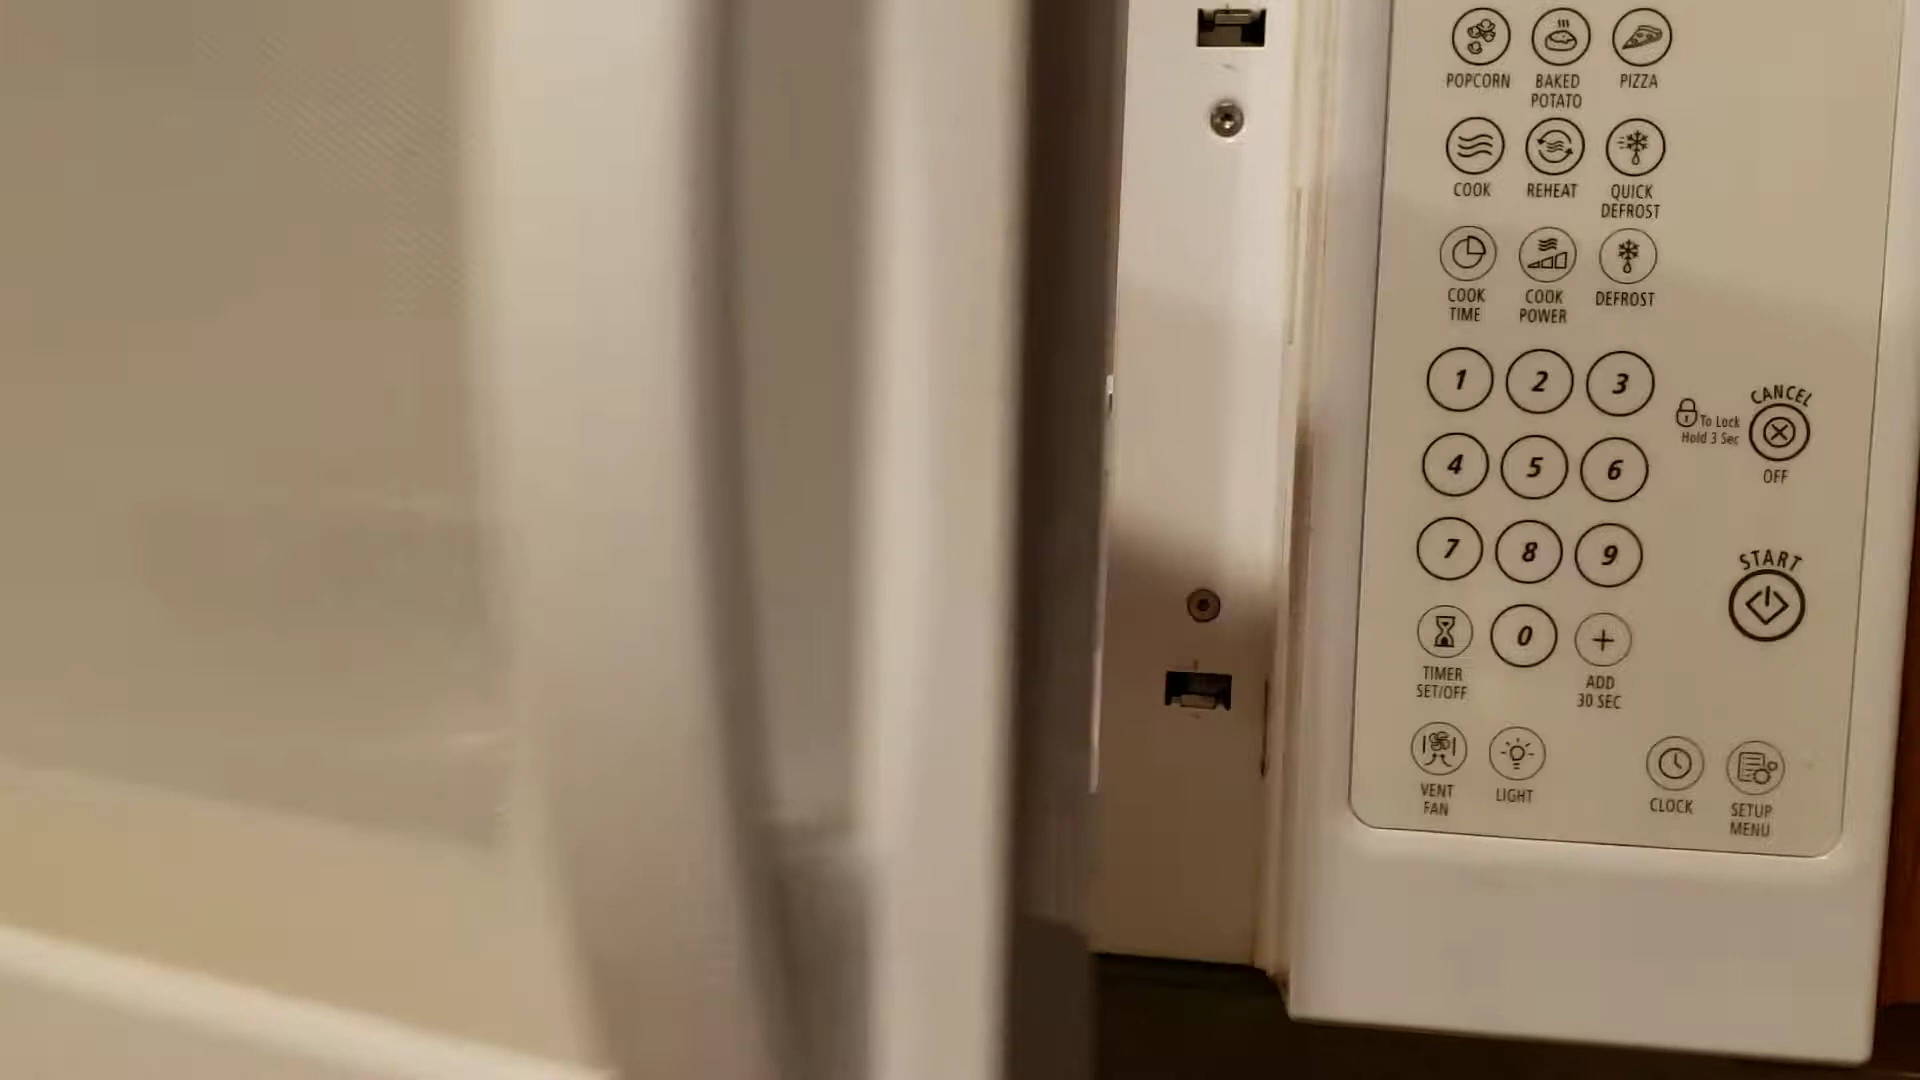 POPCORN
BAKED
POTATO
PIZZA
COOK
REHEAT
QUICK
DEFROST
COOK
TIME
COOK
POWER
DEFROST
1 2 3
4 5 6
7 8 9
0
To Lock
Hold 3 Sec
CANCEL
OFF
START
TIMER
SET/OFF
ADD
30 SEC
VENT
FAN
LIGHT
CLOCK
SETUP
MENU